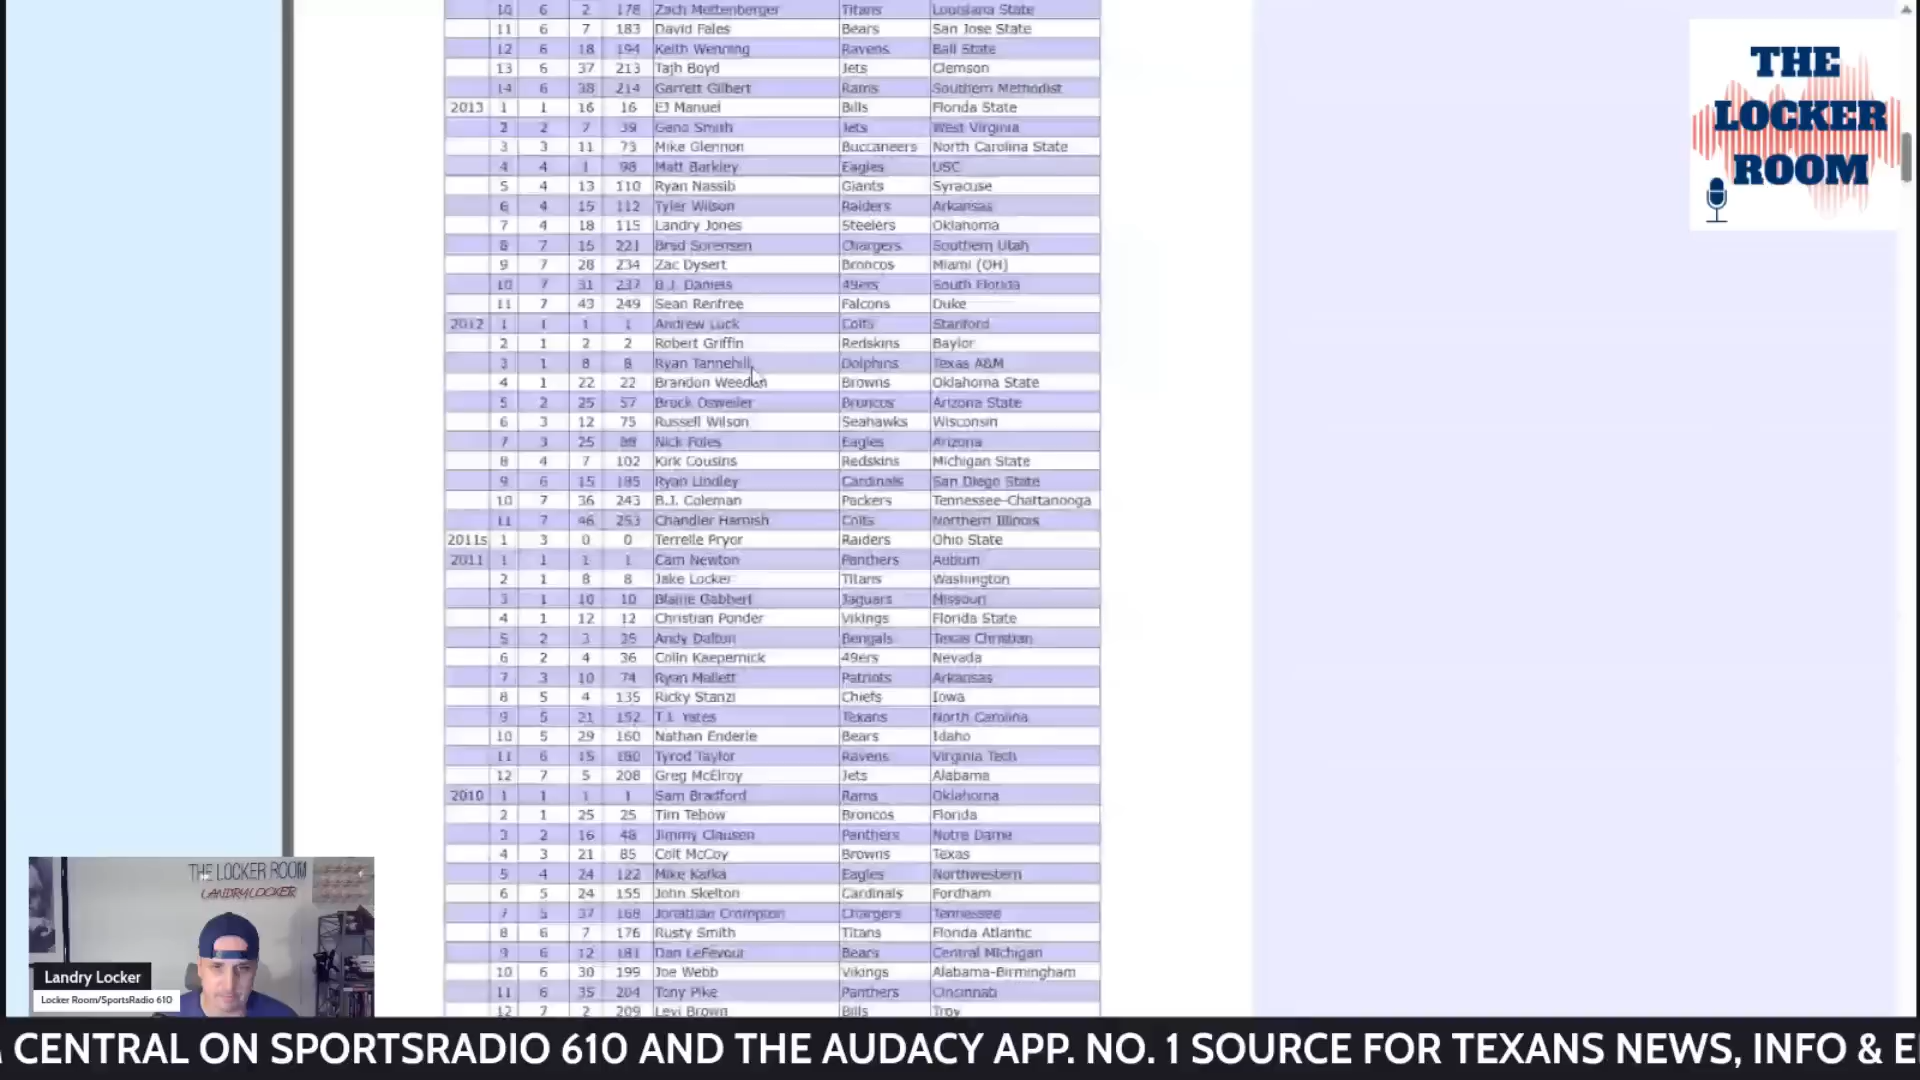 10 6 2 178 Zach Mettenberger Titans Louisiana State
11 6 7 183 David Fales Bears San Jose State
12 6 18 194 Keith Wenning Ravens Ball State
13 6 37 213 Tajh Boyd Jets Clemson
14 6 38 214 Garrett Gilbert Rams Southern Methodist
2013 1 1 16 16 EJ Manuel Bills Florida State
2 2 7 39 Geno Smith Jets West Virginia
3 3 11 73 Mike Glennon Buccaneers North Carolina State
4 4 1 98 Matt Barkley Eagles USC
5 4 13 110 Ryan Nassib Giants Syracuse
6 4 15 112 Tyler Wilson Raiders Arkansas
7 4 18 115 Landry Jones Steelers Oklahoma
8 7 15 221 Brad Sorensen Chargers Southern Utah
9 7 28 234 Zac Dysert Broncos Miami (OH)
10 7 31 237 B.J. Daniels 49ers South Florida
11 7 43 249 Sean Renfree Falcons Duke
2012 1 1 1 1 Andrew Luck Colts Stanford
2 1 2 2 Robert Griffin Redskins Baylor
3 1 8 8 Ryan Tannehill Dolphins Texas A&M
4 1 22 22 Brandon Weeden Browns Oklahoma State
5 2 25 57 Brock Osweiler Broncos Arizona State
6 3 12 75 Russell Wilson Seahawks Wisconsin
7 3 25 88 Nick Foles Eagles Arizona
8 4 7 102 Kirk Cousins Redskins Michigan State
9 6 15 185 Ryan Lindley Cardinals San Diego State
10 7 36 243 B.J. Coleman Packers Tennessee-Chattanooga
11 7 46 253 Chandler Harnish Colts Northern Illinois
2011s 1 3 0 0 Terrelle Pryor Raiders Ohio State
2011 1 1 1 1 Cam Newton Panthers Auburn
2 1 8 8 Jake Locker Titans Washington
3 1 10 10 Blaine Gabbert Jaguars Missouri
4 1 12 12 Christian Ponder Vikings Florida State
5 2 3 35 Andy Dalton Bengals Texas Christian
6 2 4 36 Colin Kaepernick 49ers Nevada
7 3 10 74 Ryan Mallett Patriots Arkansas
8 5 4 135 Ricky Stanzi Chiefs Iowa
9 5 21 152 T.J. Yates Texans North Carolina
10 5 29 160 Nathan Enderle Bears Idaho
11 6 15 180 Tyrod Taylor Ravens Virginia Tech
12 7 5 208 Greg McElroy Jets Alabama
2010 1 1 1 1 Sam Bradford Rams Oklahoma
2 1 25 25 Tim Tebow Broncos Florida
3 2 16 48 Jimmy Clausen Panthers Notre Dame
4 3 21 85 Colt McCoy Browns Texas
5 4 24 122 Mike Kafka Eagles Northwestern
6 5 24 155 John Skelton Cardinals Fordham
7 5 37 168 Jonathan Crompton Chargers Tennessee
8 6 7 176 Rusty Smith Titans Florida Atlantic
9 6 12 181 Dan LeFevour Bears Central Michigan
10 6 30 199 Joe Webb Vikings Alabama-Birmingham
11 6 35 204 Tony Pike Panthers Cincinnati
12 7 2 209 Levi Brown Bills Troy
THE
LOCKER
ROOM
THE LOCKER ROOM
LANDRYLOCKER
Landry Locker
Locker Room/SportsRadio 610
CENTRAL ON SPORTSRADIO 610 AND THE AUDACY APP. NO. 1 SOURCE FOR TEXANS NEWS, INFO & E